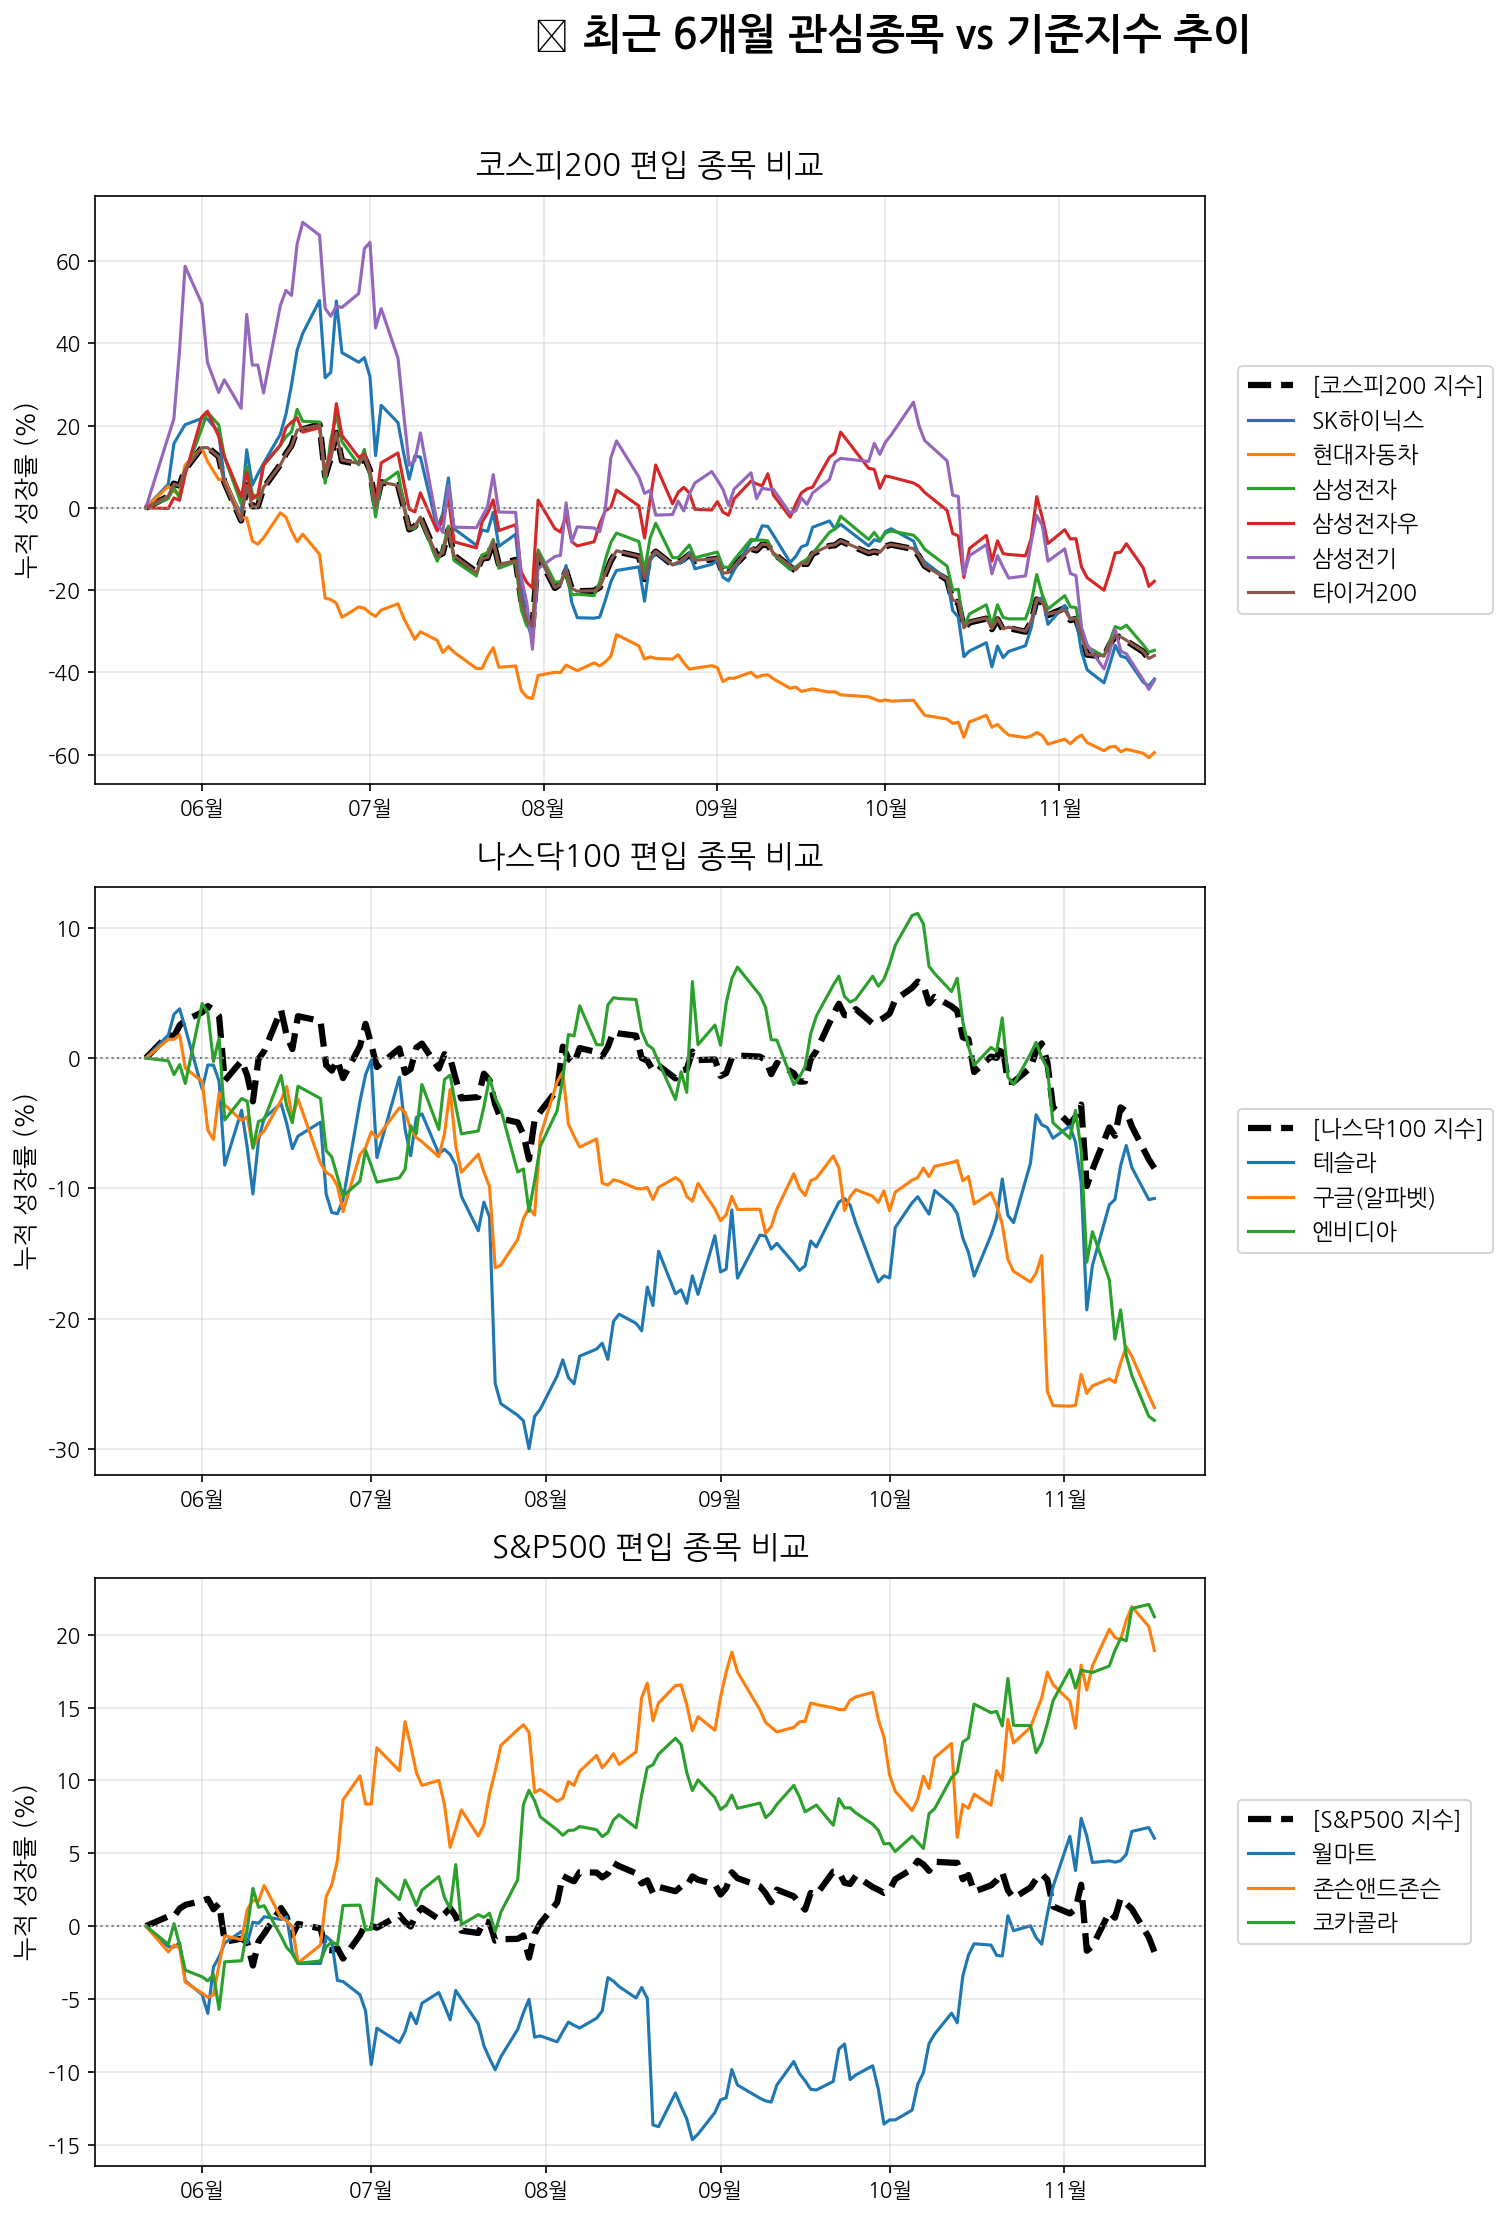 최근 6개월 관심종목 vs 기준지수 추이
코스피200 편입 종목 비교
누적 성장률 (%)
60
40
20
0
-20
-40
-60
06월
07월
08월
09월
10월
11월
[코스피200 지수]
SK하이닉스
현대자동차
삼성전자
삼성전자우
삼성전기
타이거200
나스닥100 편입 종목 비교
누적 성장률 (%)
10
0
-10
-20
-30
06월
07월
08월
09월
10월
11월
[나스닥100 지수]
테슬라
구글(알파벳)
엔비디아
S&P500 편입 종목 비교
누적 성장률 (%)
20
15
10
5
0
-5
-10
-15
06월
07월
08월
09월
10월
11월
[S&P500 지수]
월마트
존슨앤드존슨
코카콜라